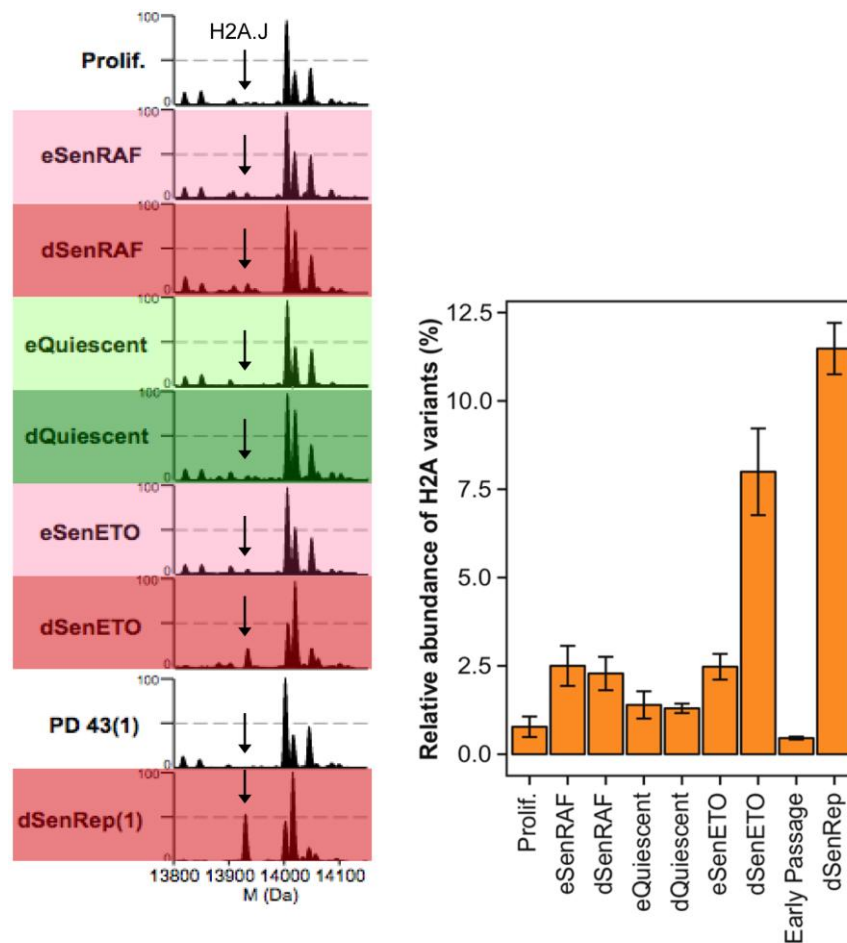 H2A.J
Prolif.
100
0
eSenRAF
100
0
dSenRAF
100
0
eQuiescent
100
0
dQuiescent
100
0
eSenETO
100
0
dSenETO
100
0
PD 43(1)
100
0
dSenRep(1)
100
0
13800 13900 14000 14100
M (Da)
Relative abundance of H2A variants (%)
12.5
10.0
7.5
5.0
2.5
0.0
Prolif.
eSenRAF
dSenRAF
eQuiescent
dQuiescent
eSenETO
dSenETO
Early Passage
dSenRep